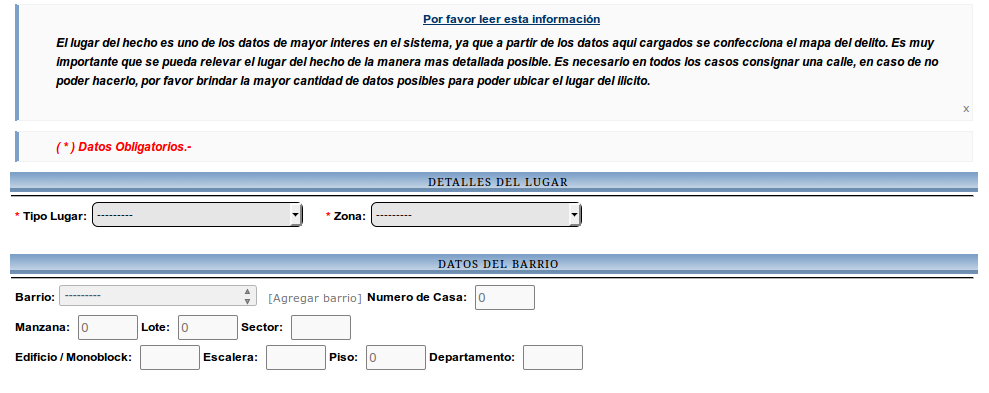 Por favor leer esta información
El lugar del hecho es uno de los datos de mayor interes en el sistema, ya que a partir de los datos aqui cargados se confecciona el mapa del delito. Es muy
importante que se pueda relevar el lugar del hecho de la manera mas detallada posible. Es necesario en todos los casos consignar una calle, en caso de no
poder hacerlo, por favor brindar la mayor cantidad de datos posibles para poder ubicar el lugar del ilicito.
x
( * ) Datos Obligatorios.-
DETALLES DEL LUGAR
* Tipo Lugar: --------- * Zona: ---------
DATOS DEL BARRIO
Barrio: --------- [Agregar barrio] Numero de Casa: 0
Manzana: 0 Lote: 0 Sector:
Edificio / Monoblock: Escalera: Piso: 0 Departamento: